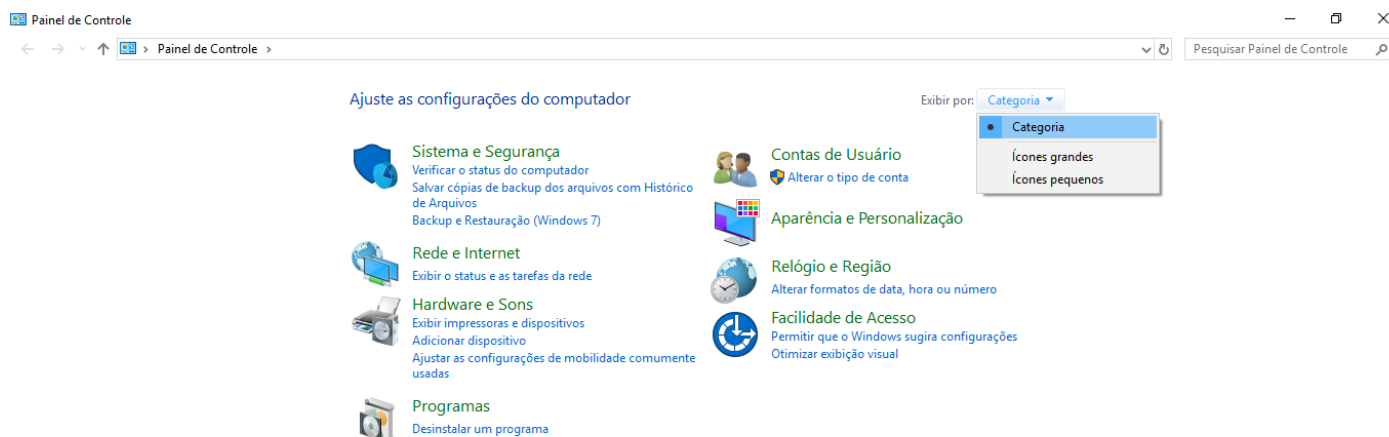 Painel de Controle
Painel de Controle
Pesquisar Painel de Controle
Ajuste as configurações do computador
Exibir por: Categoria
Categoria
Ícones grandes
Ícones pequenos
Sistema e Segurança
Verificar o status do computador
Salvar cópias de backup dos arquivos com Histórico
de Arquivos
Backup e Restauração (Windows 7)
Rede e Internet
Exibir o status e as tarefas da rede
Hardware e Sons
Exibir impressoras e dispositivos
Adicionar dispositivo
Ajustar as configurações de mobilidade comumente
usadas
Programas
Desinstalar um programa
Contas de Usuário
Alterar o tipo de conta
Aparência e Personalização
Relógio e Região
Alterar formatos de data, hora ou número
Facilidade de Acesso
Permitir que o Windows sugira configurações
Otimizar exibição visual